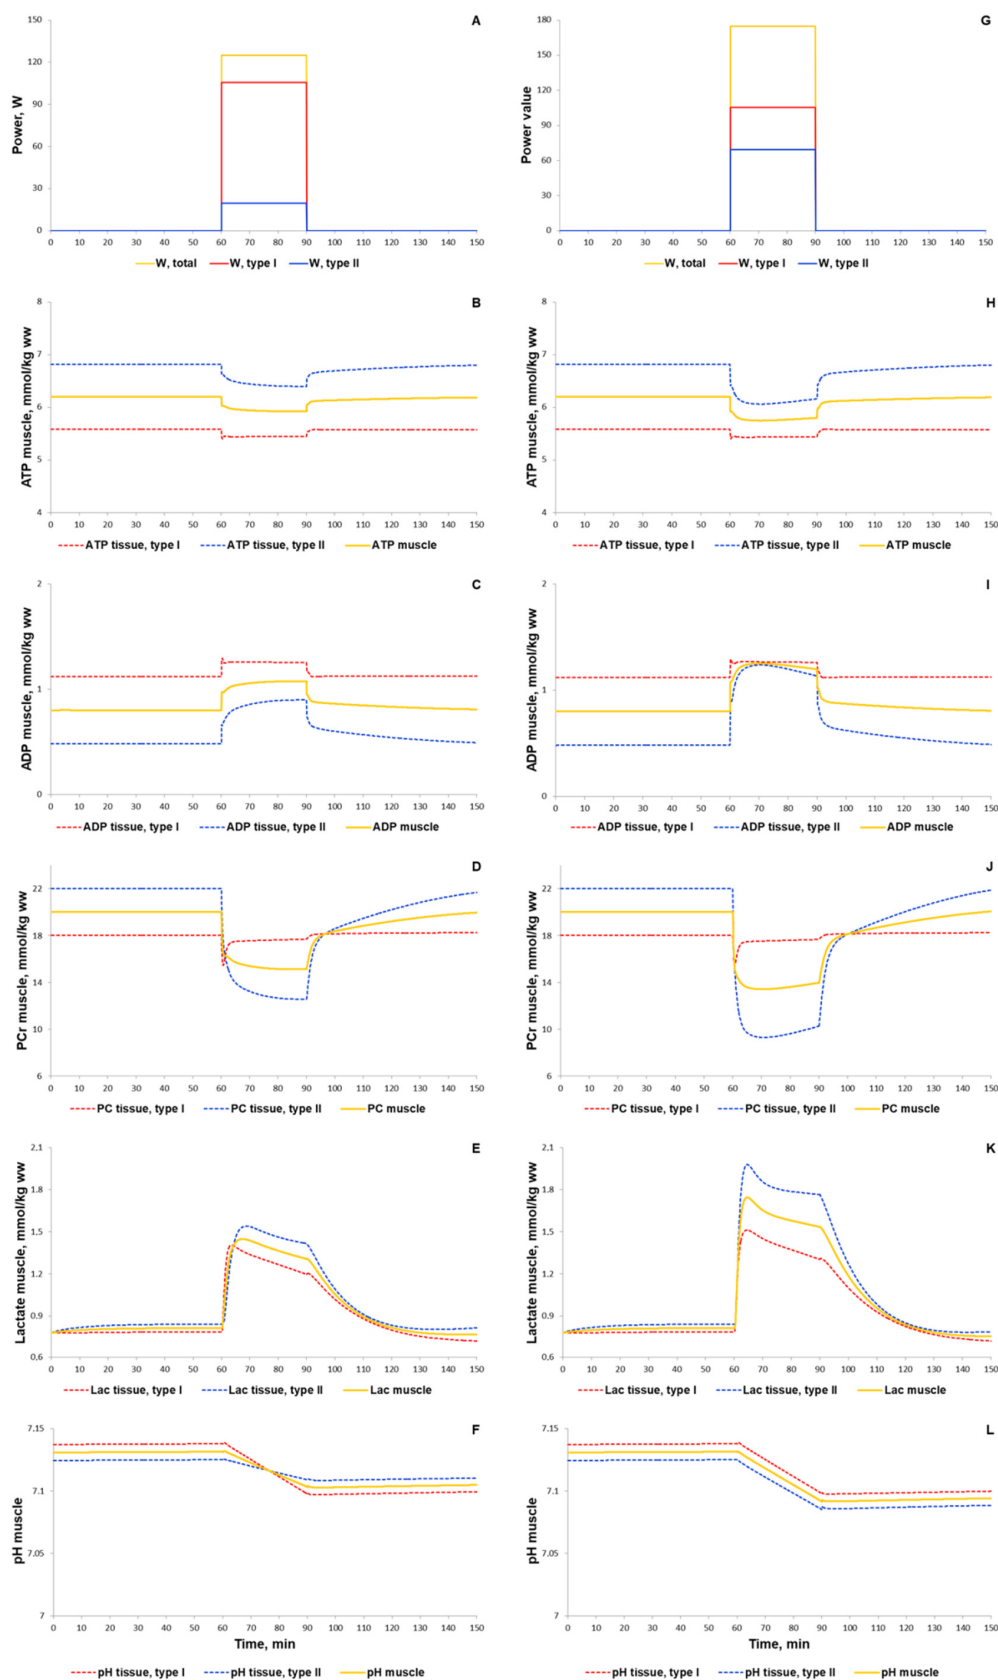 A
Power, W
150
120
90
60
30
0
0 10 20 30 40 50 60 70 80 90 100 110 120 130 140 150
W, total W, type I W, type II
G
Power value
180
150
120
90
60
30
0
0 10 20 30 40 50 60 70 80 90 100 110 120 130 140 150
W, total W, type I W, type II
B
ATP muscle, mmol/kg ww
8
7
6
5
4
0 10 20 30 40 50 60 70 80 90 100 110 120 130 140 150
ATP tissue, type I ATP tissue, type II ATP muscle
H
ATP muscle, mmol/kg ww
8
7
6
5
4
0 10 20 30 40 50 60 70 80 90 100 110 120 130 140 150
ATP tissue, type I ATP tissue, type II ATP muscle
C
ADP muscle, mmol/kg ww
2
1
0
0 10 20 30 40 50 60 70 80 90 100 110 120 130 140 150
ADP tissue, type I ADP tissue, type II ADP muscle
I
ADP muscle, mmol/kg ww
2
1
0
0 10 20 30 40 50 60 70 80 90 100 110 120 130 140 150
ADP tissue, type I ADP tissue, type II ADP muscle
D
PCr muscle, mmol/kg ww
22
18
14
10
6
0 10 20 30 40 50 60 70 80 90 100 110 120 130 140 150
PC tissue, type I PC tissue, type II PC muscle
J
PCr muscle, mmol/kg ww
22
18
14
10
6
0 10 20 30 40 50 60 70 80 90 100 110 120 130 140 150
PC tissue, type I PC tissue, type II PC muscle
E
Lactate muscle, mmol/kg ww
2,1
1,8
1,5
1,2
0,9
0,6
0 10 20 30 40 50 60 70 80 90 100 110 120 130 140 150
Lac tissue, type I Lac tissue, type II Lac muscle
K
Lactate muscle, mmol/kg ww
2,1
1,8
1,5
1,2
0,9
0,6
0 10 20 30 40 50 60 70 80 90 100 110 120 130 140 150
Lac tissue, type I Lac tissue, type II Lac muscle
F
pH muscle
7,15
7,1
7,05
7
0 10 20 30 40 50 60 70 80 90 100 110 120 130 140 150
Time, min
pH tissue, type I pH tissue, type II pH muscle
L
pH muscle
7,15
7,1
7,05
7
0 10 20 30 40 50 60 70 80 90 100 110 120 130 140 150
Time, min
pH tissue, type I pH tissue, type II pH muscle